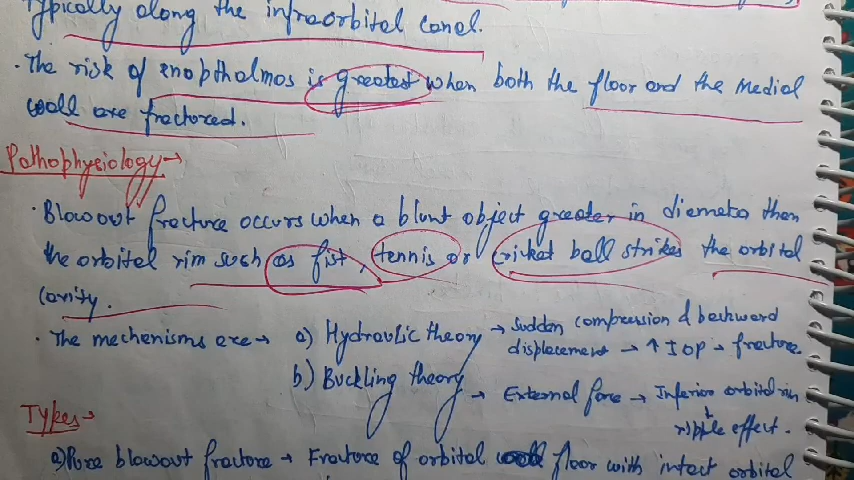 Typically along the infraorbital canal.
· The risk of enopthalmos is greatest when both the floor and the medial
wall are fractured.
Pathophysiology →
· Blowout fracture occurs when a blunt object greater in diameter than
the orbital rim such as fist, tennis or cricket ball strikes the orbital
cavity.
· The mechanisms are → a) Hydraulic theory → Sudden compression & backward
displacement → ↑ IOP → fracture
b) Buckling theory → External force → Inferior orbital rim
↓
ripple effect.
Types →
a) Pure blowout fracture → Fracture of orbital floor with intact orbital